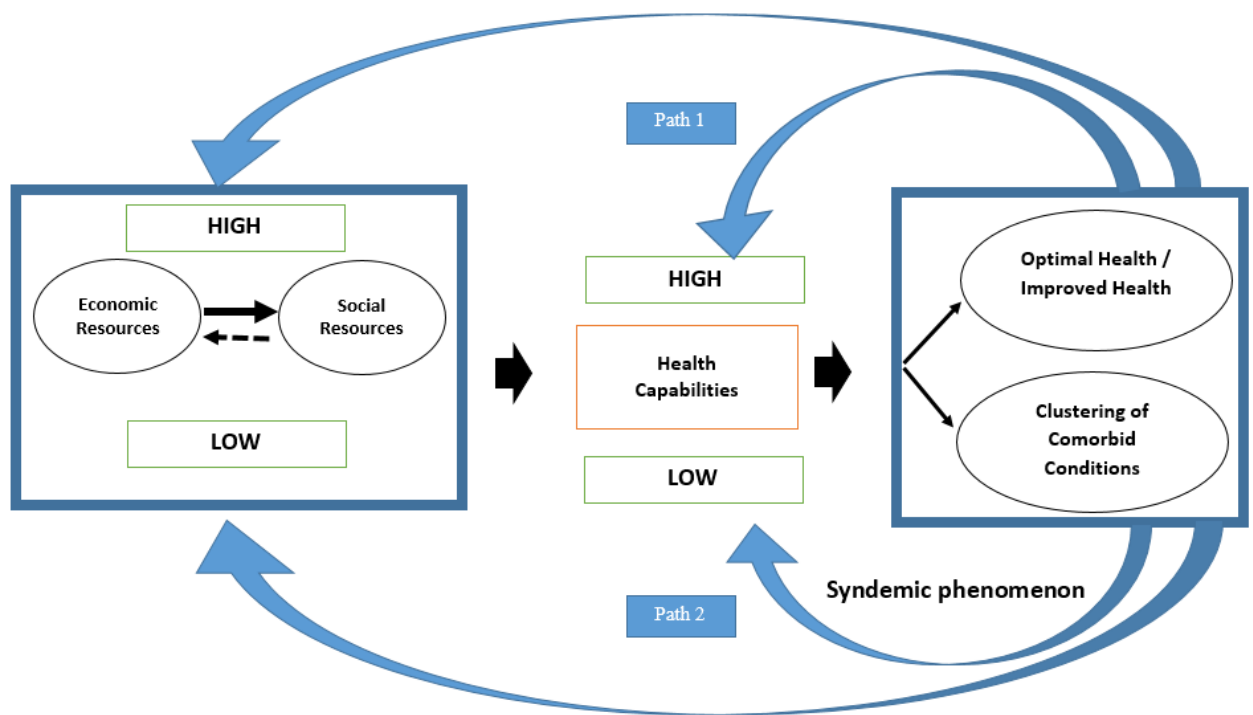 Path 1
HIGH
Economic
Resources
Social
Resources
LOW
HIGH
Health
Capabilities
LOW
Optimal Health /
Improved Health
Clustering of
Comorbid
Conditions
Syndemic phenomenon
Path 2